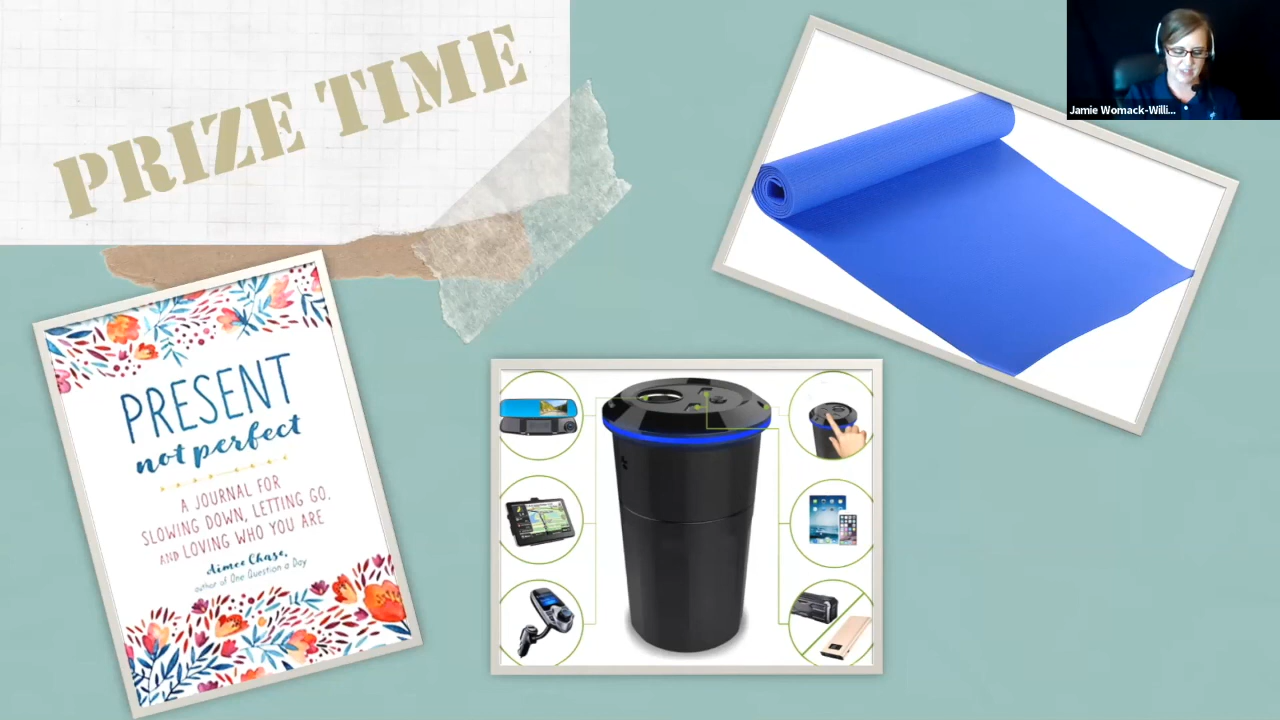 PRIZE TIME
Jamie Womack-Willi...
PRESENT
not perfect
A JOURNAL FOR
SLOWING DOWN, LETTING GO,
AND LOVING WHO YOU ARE
Aimee Chase,
author of One Question a Day